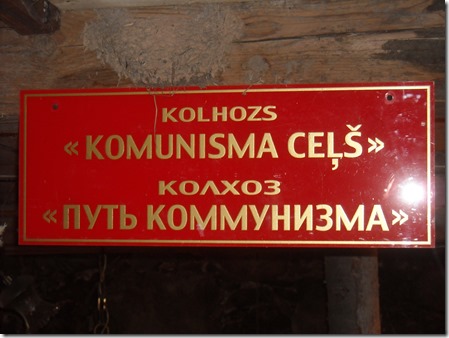 KOLHOZS
«KOMUNISMA CEĻŠ»
КОЛХОЗ
«ПУТЬ КОММУНИЗМА»